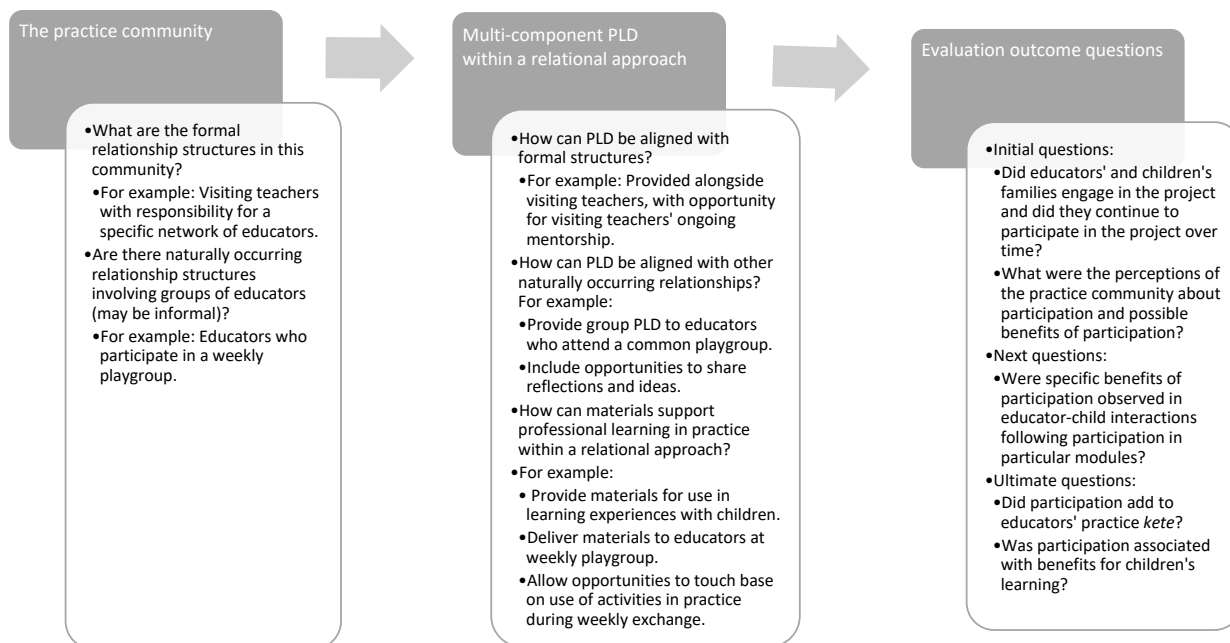 The practice community
•What are the formal
relationship structures in this
community?
•For example: Visiting teachers
with responsibility for a
specific network of educators.
•Are there naturally occurring
relationship structures
involving groups of educators
(may be informal)?
•For example: Educators who
participate in a weekly
playgroup.
Multi-component PLD
within a relational approach
•How can PLD be aligned with
formal structures?
•For example: Provided alongside
visiting teachers, with opportunity
for visiting teachers' ongoing
mentorship.
•How can PLD be aligned with other
naturally occurring relationships?
For example:
•Provide group PLD to educators
who attend a common playgroup.
•Include opportunities to share
reflections and ideas.
•How can materials support
professional learning in practice
within a relational approach?
•For example:
• Provide materials for use in
learning experiences with children.
•Deliver materials to educators at
weekly playgroup.
•Allow opportunities to touch base
on use of activities in practice
during weekly exchange.
Evaluation outcome questions
•Initial questions:
•Did educators' and children's
families engage in the project
and did they continue to
participate in the project over
time?
•What were the perceptions of
the practice community about
participation and possible
benefits of participation?
•Next questions:
•Were specific benefits of
participation observed in
educator-child interactions
following participation in
particular modules?
•Ultimate questions:
•Did participation add to
educators' practice kete?
•Was participation associated
with benefits for children's
learning?